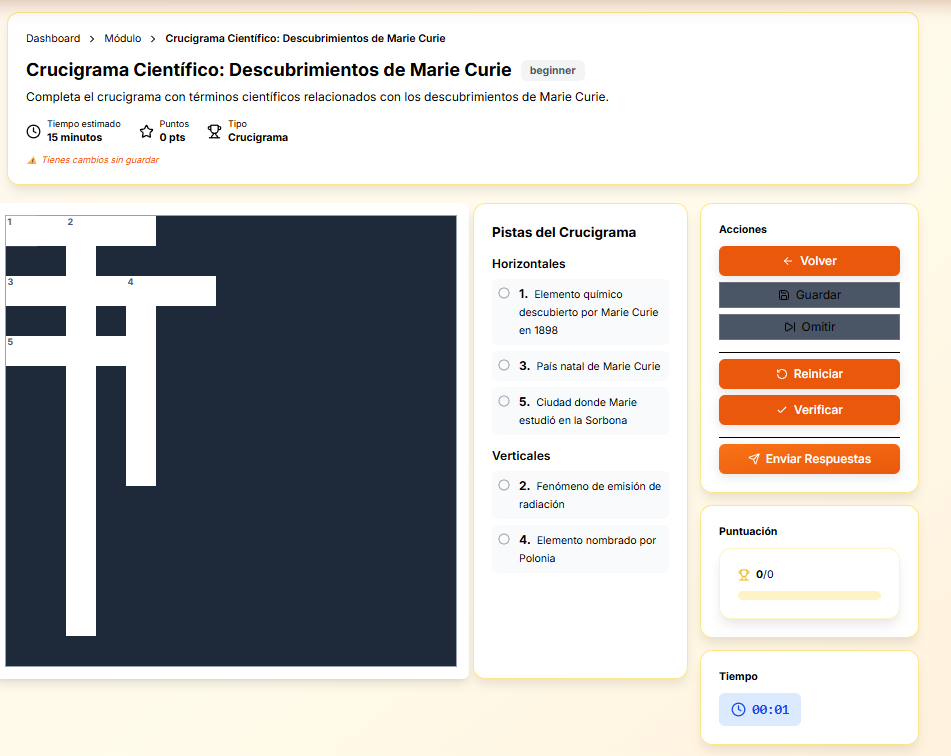 Dashboard > Módulo > Crucigrama Científico: Descubrimientos de Marie Curie
Crucigrama Científico: Descubrimientos de Marie Curie beginner
Completa el crucigrama con términos científicos relacionados con los descubrimientos de Marie Curie.
Tiempo estimado
15 minutos
Puntos
0 pts
Tipo
Crucigrama
Tienes cambios sin guardar
1 2
3 4
5
Pistas del Crucigrama
Horizontales
1. Elemento químico
descubierto por Marie Curie
en 1898
3. País natal de Marie Curie
5. Ciudad donde Marie
estudió en la Sorbona
Verticales
2. Fenómeno de emisión de
radiación
4. Elemento nombrado por
Polonia
Acciones
Volver
Guardar
Omitir
Reiniciar
Verificar
Enviar Respuestas
Puntuación
0/0
Tiempo
00:01